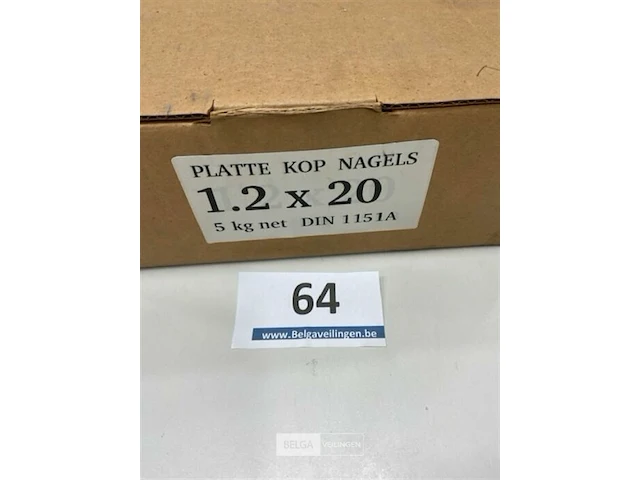 PLATTE KOP NAGELS
1.2 x 20
5 kg net DIN 1151A
64
www.Belgaveilingen.be
BELGA